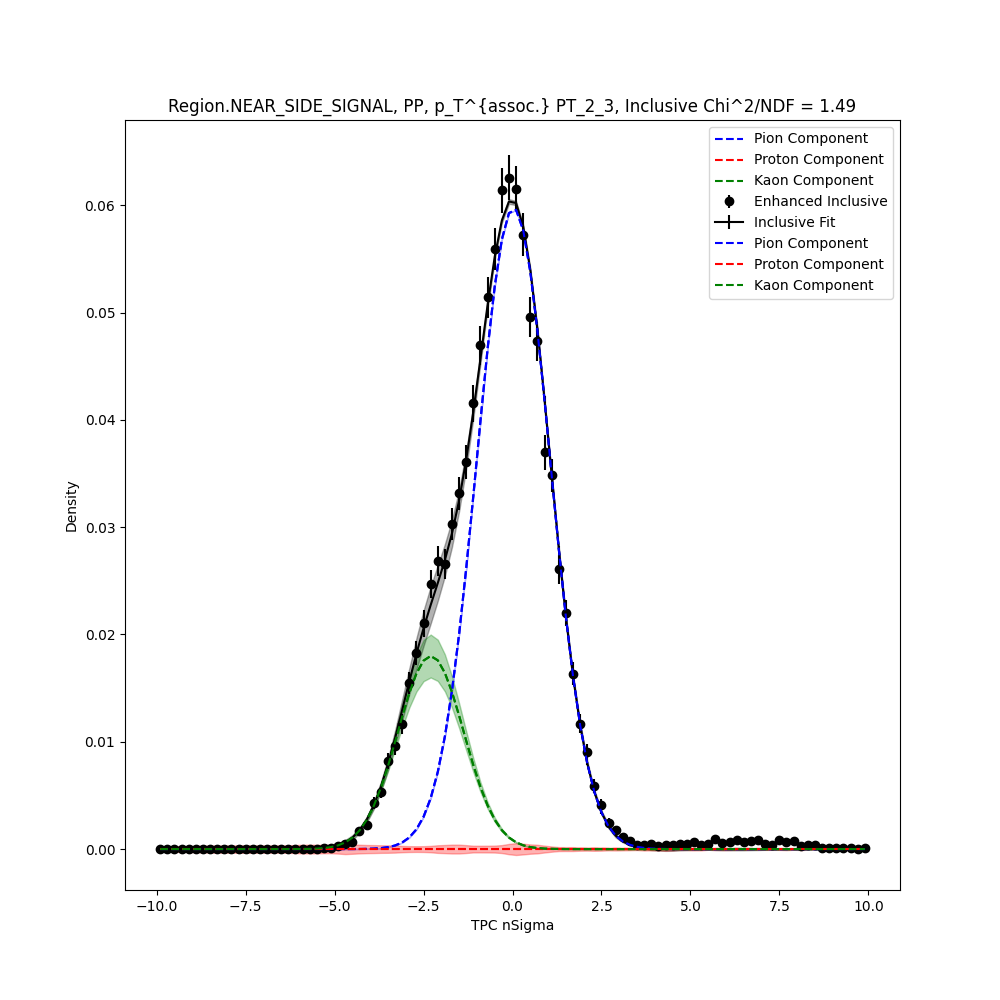 Region.NEAR_SIDE_SIGNAL, PP, p_T^{assoc.} PT_2_3, Inclusive Chi^2/NDF = 1.49
Pion Component
Proton Component
Kaon Component
Enhanced Inclusive
Inclusive Fit
Pion Component
Proton Component
Kaon Component
0.06
0.05
0.04
0.03
0.02
0.01
0.00
Density
−10.0 −7.5 −5.0 −2.5 0.0 2.5 5.0 7.5 10.0
TPC nSigma